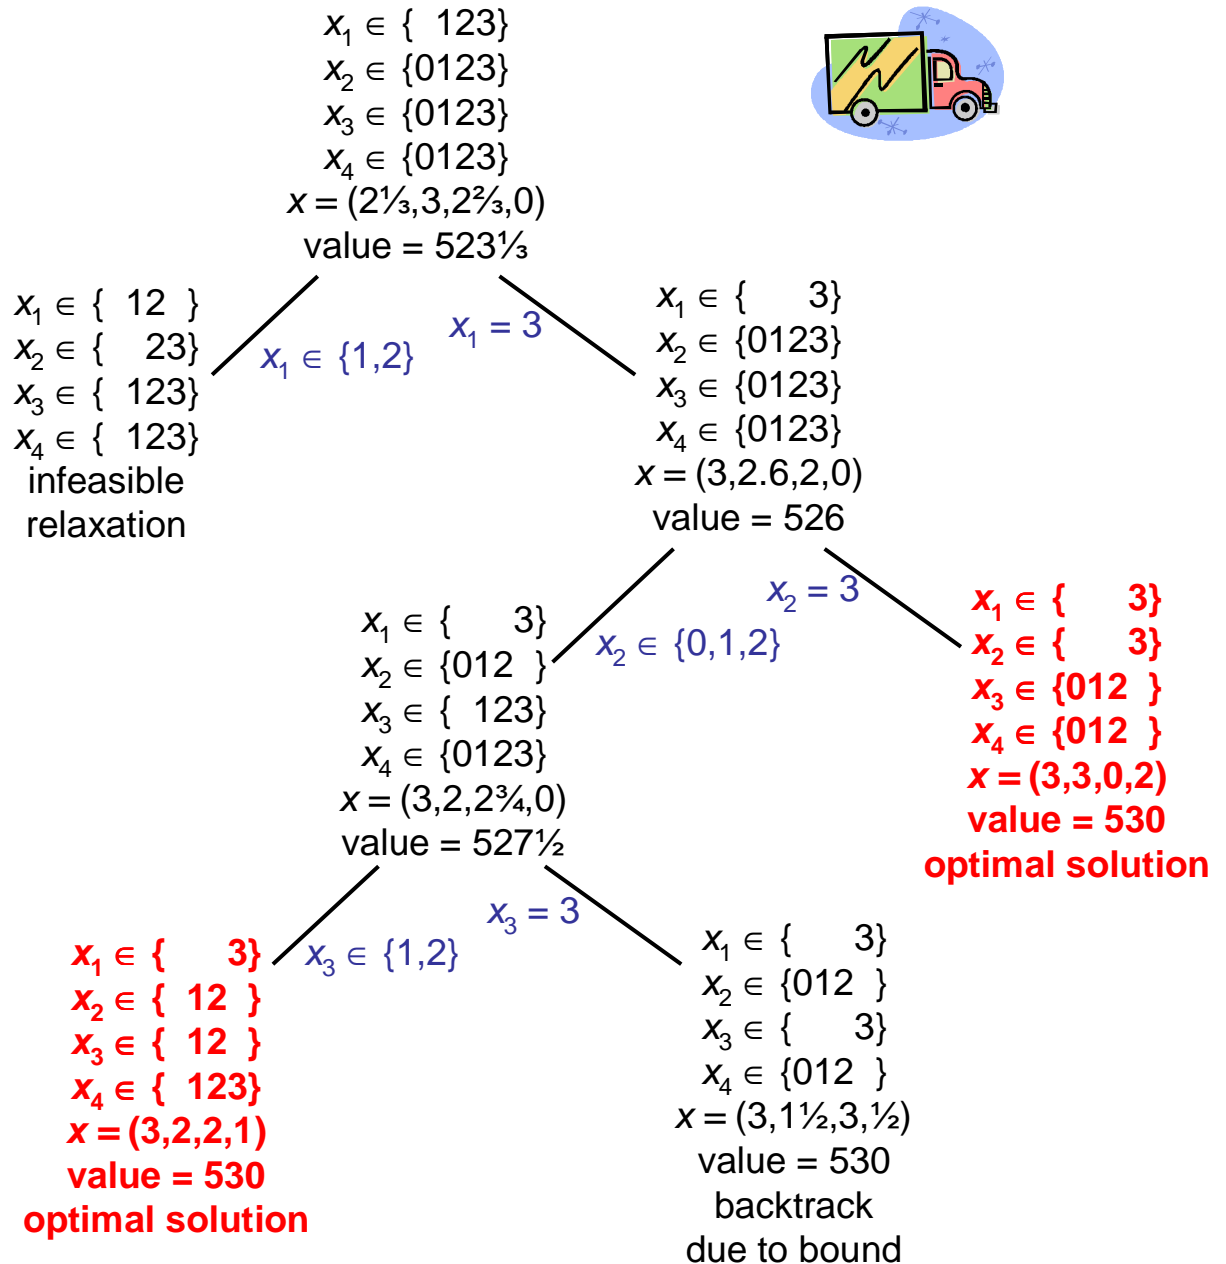 x₁ ∈ {  123}
x₂ ∈ {0123}
x₃ ∈ {0123}
x₄ ∈ {0123}
x = (2⅓,3,2⅔,0)
value = 523⅓
x₁ ∈ {  12  }
x₂ ∈ {    23}
x₃ ∈ {  123}
x₄ ∈ {  123}
infeasible
relaxation
x₁ ∈ {1,2}
x₁ = 3
x₁ ∈ {      3}
x₂ ∈ {0123}
x₃ ∈ {0123}
x₄ ∈ {0123}
x = (3,2.6,2,0)
value = 526
x₁ ∈ {      3}
x₂ ∈ {012  }
x₃ ∈ {  123}
x₄ ∈ {0123}
x = (3,2,2¾,0)
value = 527½
x₂ ∈ {0,1,2}
x₂ = 3
x₁ ∈ {      3}
x₂ ∈ {      3}
x₃ ∈ {012  }
x₄ ∈ {012  }
x = (3,3,0,2)
value = 530
optimal solution
x₁ ∈ {      3}
x₂ ∈ {  12  }
x₃ ∈ {  12  }
x₄ ∈ {  123}
x = (3,2,2,1)
value = 530
optimal solution
x₃ ∈ {1,2}
x₃ = 3
x₁ ∈ {      3}
x₂ ∈ {012  }
x₃ ∈ {      3}
x₄ ∈ {012  }
x = (3,1½,3,½)
value = 530
backtrack
due to bound